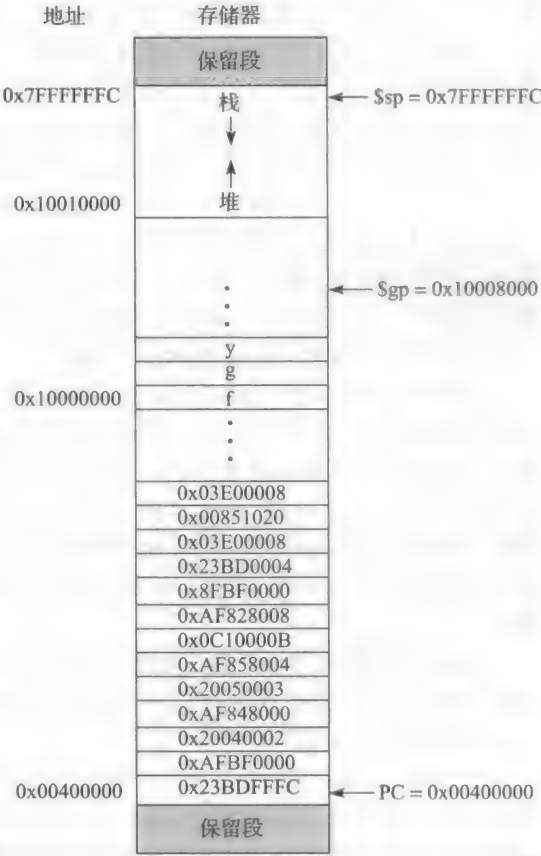 地址 存储器
保留段
0x7FFFFFFC 栈 $sp = 0x7FFFFFFC
0x10010000 堆
$gp = 0x10008000
y
g
0x10000000 f
0x03E00008
0x00851020
0x03E00008
0x23BD0004
0x8FBF0000
0xAF828008
0x0C10000B
0xAF858004
0x20050003
0xAF848000
0x20040002
0xAFBF0000
0x00400000 0x23BDFFFC PC = 0x00400000
保留段